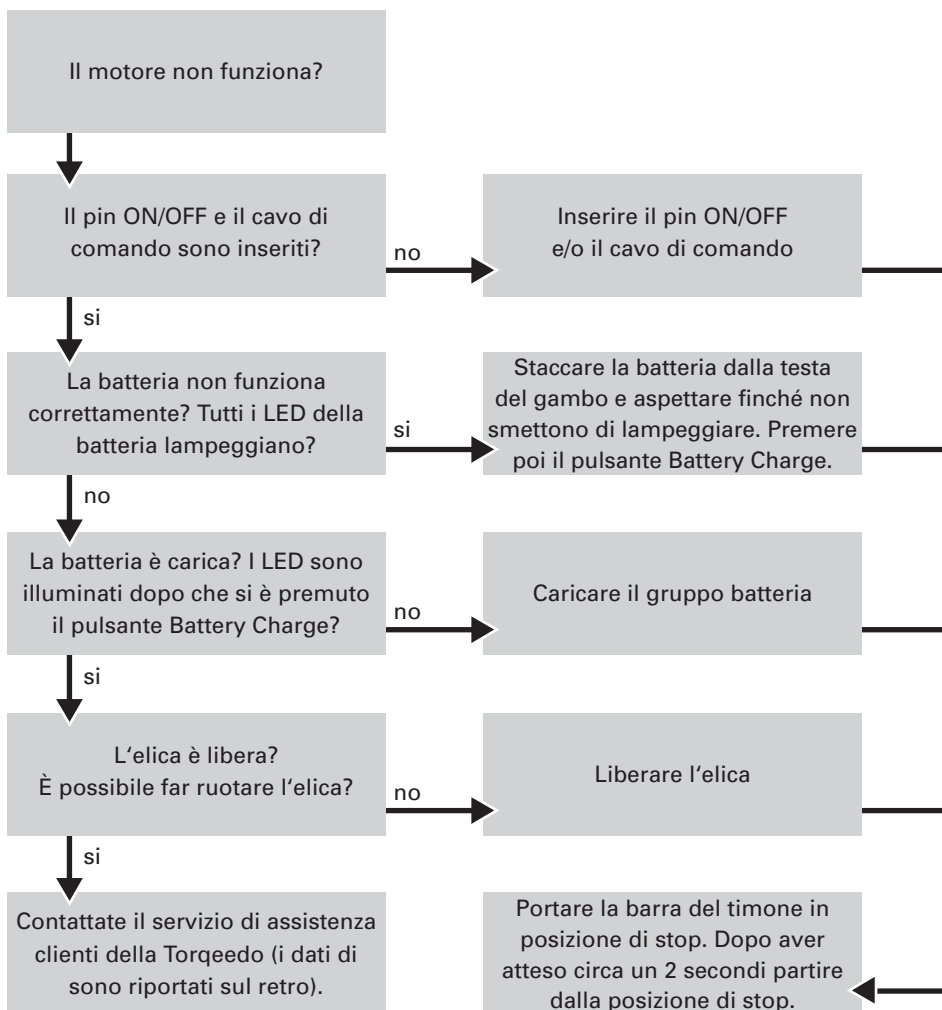 Il motore non funziona?
Il pin ON/OFF e il cavo di
comando sono inseriti?
no
Inserire il pin ON/OFF
e/o il cavo di comando
si
La batteria non funziona
correttamente? Tutti i LED della
batteria lampeggiano?
si
Staccare la batteria dalla testa
del gambo e aspettare finché non
smettono di lampeggiare. Premere
poi il pulsante Battery Charge.
no
La batteria è carica? I LED sono
illuminati dopo che si è premuto
il pulsante Battery Charge?
no
Caricare il gruppo batteria
si
L‘elica è libera?
È possibile far ruotare l‘elica?
no
Liberare l‘elica
si
Contattate il servizio di assistenza
clienti della Torqeedo (i dati di
sono riportati sul retro).
Portare la barra del timone in
posizione di stop. Dopo aver
atteso circa un 2 secondi partire
dalla posizione di stop.